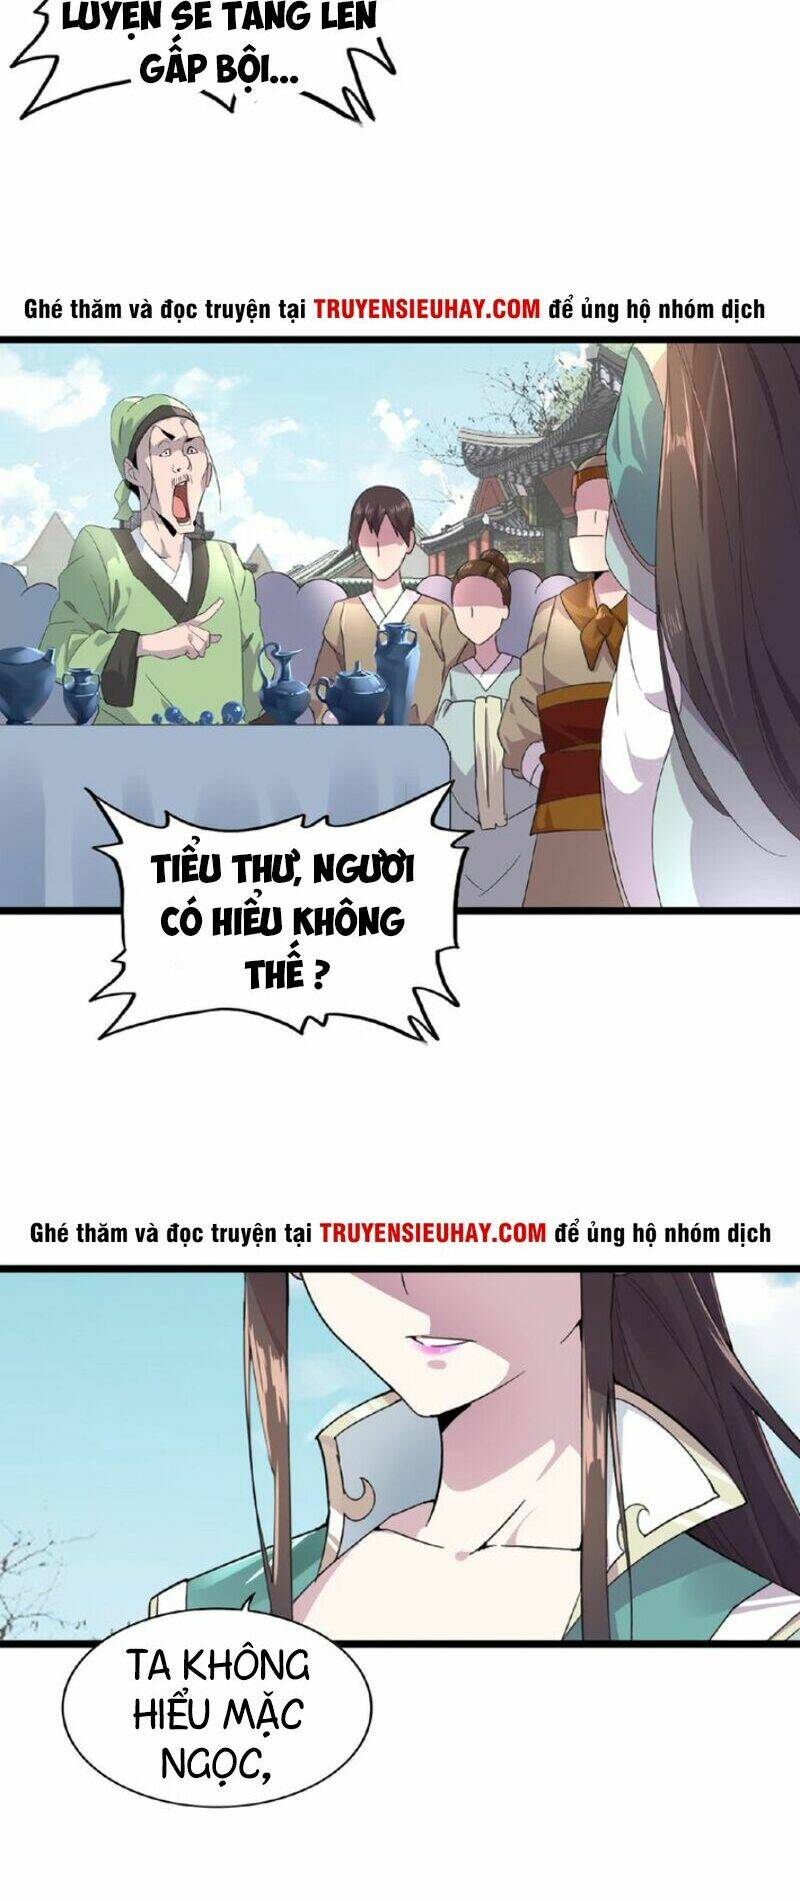 LUYỆN SẼ TĂNG LÊN
GẤP BỘI...
Ghé thăm và đọc truyện tại TRUYENSIEUHAY.COM để ủng hộ nhóm dịch
TIỂU THƯ, NGƯƠI
CÓ HIỂU KHÔNG
THẾ ?
Ghé thăm và đọc truyện tại TRUYENSIEUHAY.COM để ủng hộ nhóm dịch
TA KHÔNG
HIỂU MẶC
NGỌC,